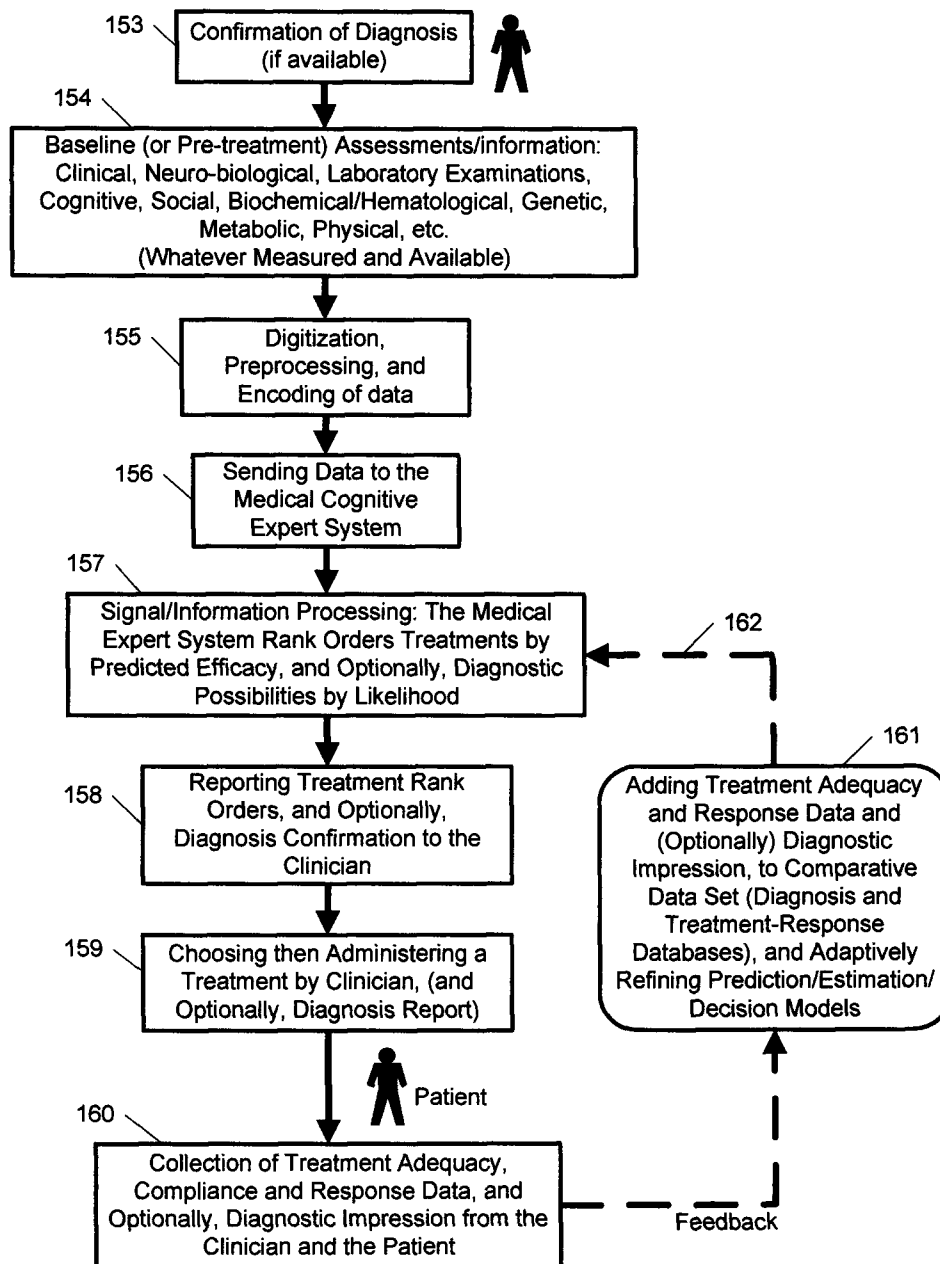 153
Confirmation of Diagnosis
(if available)
154
Baseline (or Pre-treatment) Assessments/information:
Clinical, Neuro-biological, Laboratory Examinations,
Cognitive, Social, Biochemical/Hematological, Genetic,
Metabolic, Physical, etc.
(Whatever Measured and Available)
155
Digitization,
Preprocessing, and
Encoding of data
156
Sending Data to the
Medical Cognitive
Expert System
157
Signal/Information Processing: The Medical
Expert System Rank Orders Treatments by
Predicted Efficacy, and Optionally, Diagnostic
Possibilities by Likelihood
162
158
Reporting Treatment Rank
Orders, and Optionally,
Diagnosis Confirmation to the
Clinician
161
Adding Treatment Adequacy
and Response Data and
(Optionally) Diagnostic
Impression, to Comparative
Data Set (Diagnosis and
Treatment-Response
Databases), and Adaptively
Refining Prediction/Estimation/
Decision Models
159
Choosing then Administering a
Treatment by Clinician, (and
Optionally, Diagnosis Report)
Patient
160
Collection of Treatment Adequacy,
Compliance and Response Data, and
Optionally, Diagnostic Impression from the
Clinician and the Patient
Feedback